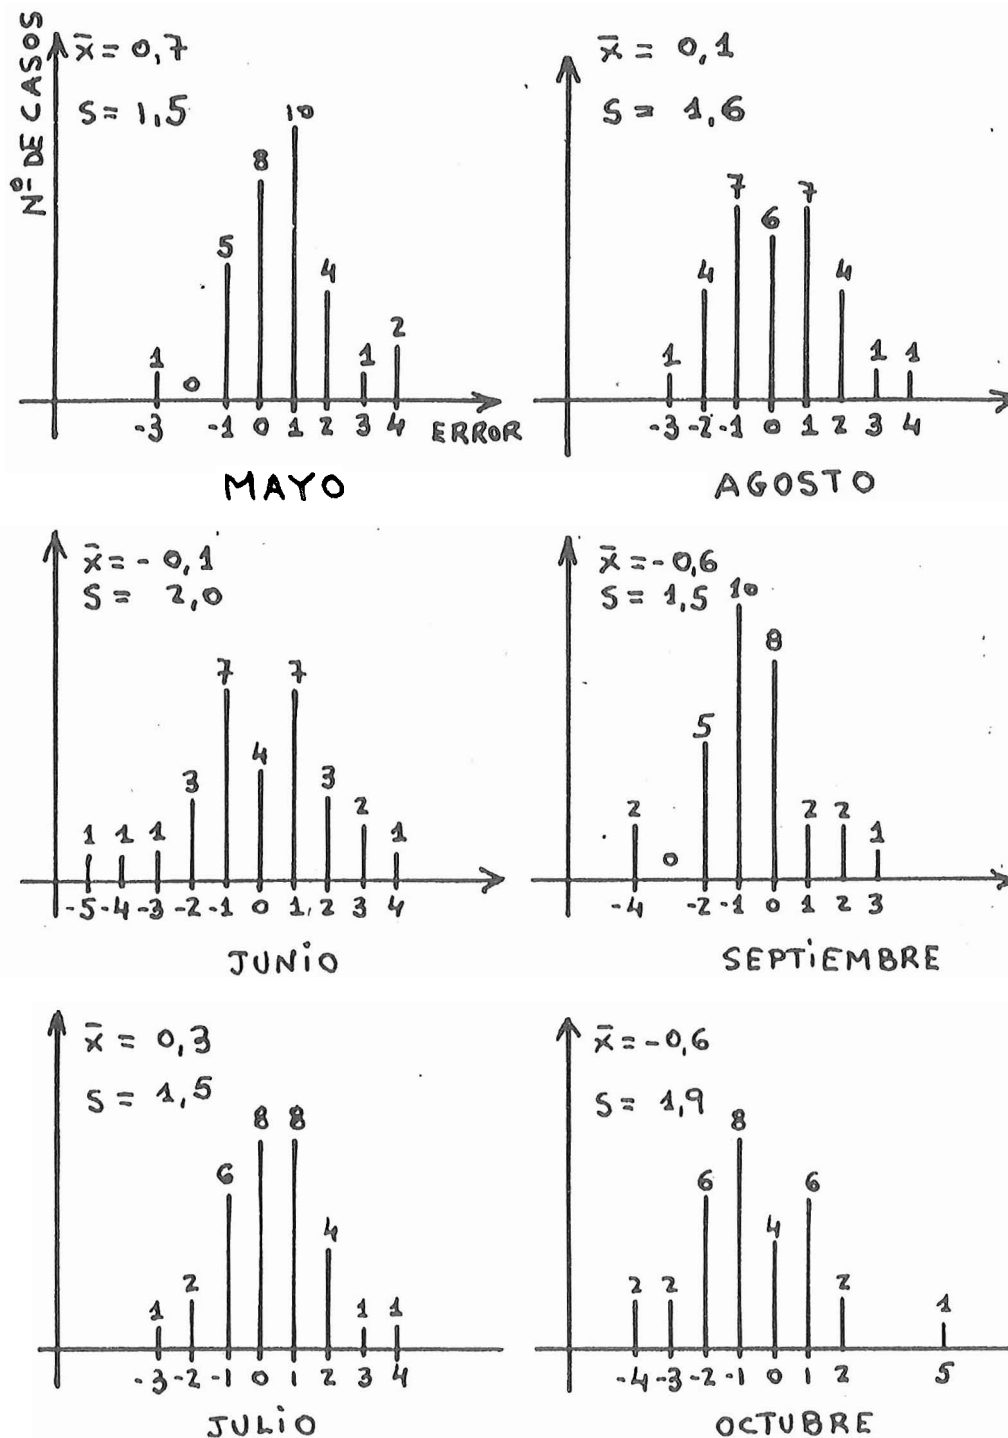 Nº DE CASOS
x̄ = 0,7
S = 1,5
10
8
5
4
2
1
0
1
-3 -1 0 1 2 3 4 ERROR
MAYO
x̄ = 0,1
S = 1,6
7
7
6
4
4
1
1
1
-3 -2 -1 0 1 2 3 4
AGOSTO
x̄ = - 0,1
S = 2,0
7
7
4
3
3
2
1 1 1
1
-5 -4 -3 -2 -1 0 1, 2 3 4
JUNIO
x̄ = -0,6
S = 1,5
10
8
5
2
2 2
1
0
-4 -2 -1 0 1 2 3
SEPTIEMBRE
x̄ = 0,3
S = 1,5
8 8
6
4
2
1
1 1
-3 -2 -1 0 1 2 3 4
JULIO
x̄ = -0,6
S = 1,9
8
6
6
4
2 2
2
1
-4 -3 -2 -1 0 1 2 5
OCTUBRE